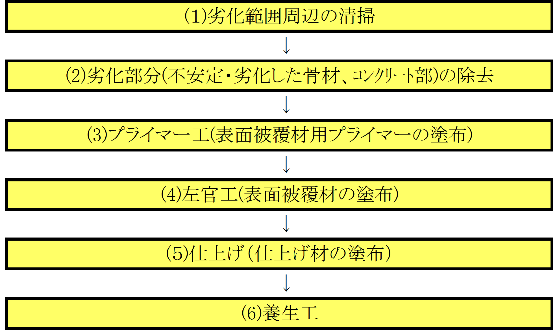 (1)劣化範囲周辺の清掃
↓
(2)劣化部分(不安定・劣化した骨材、ｺﾝｸﾘｰﾄ部)の除去
↓
(3)プライマー工(表面被覆材用プライマーの塗布)
↓
(4)左官工(表面被覆材の塗布)
↓
(5)仕上げ(仕上げ材の塗布)
↓
(6)養生工